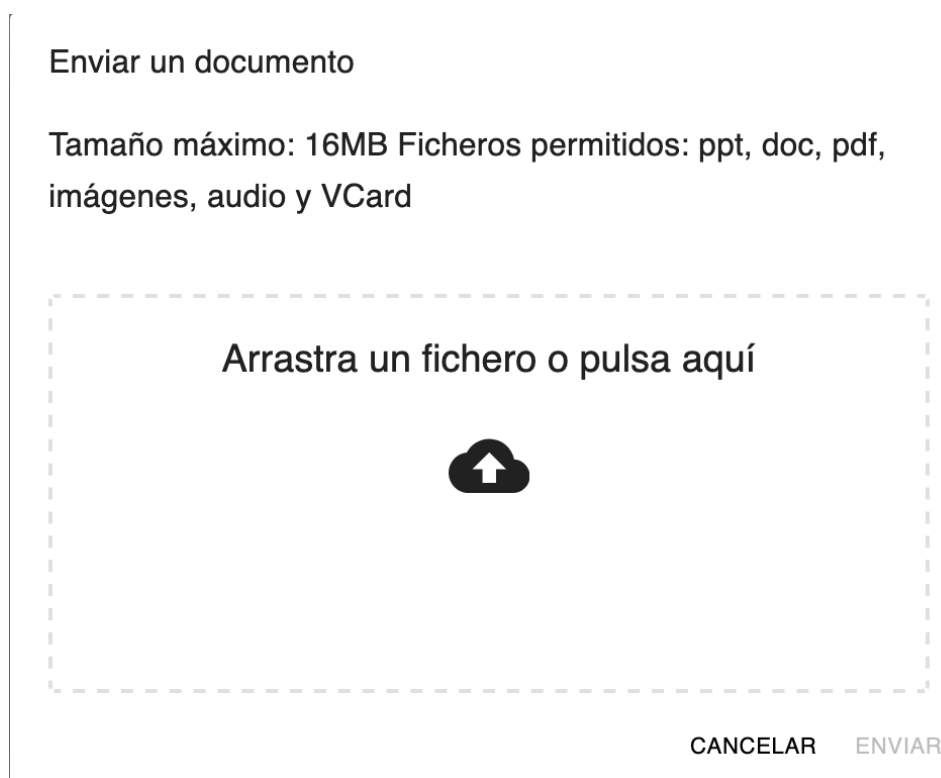 Enviar un documento
Tamaño máximo: 16MB Ficheros permitidos: ppt, doc, pdf,
imágenes, audio y VCard
Arrastra un fichero o pulsa aquí
CANCELAR ENVIAR